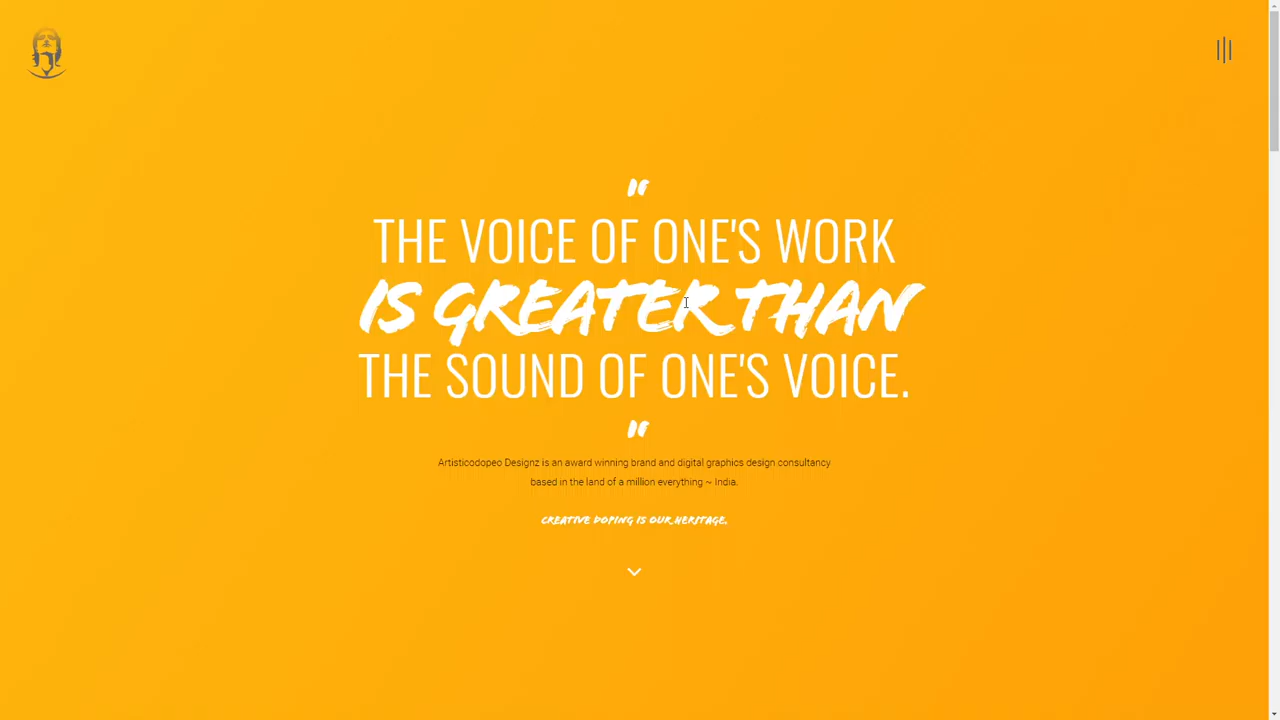 "
THE VOICE OF ONE'S WORK
IS GREATER THAN
THE SOUND OF ONE'S VOICE.
"
Artisticodopeo Designz is an award winning brand and digital graphics design consultancy
based in the land of a million everything ~ India.
CREATIVE DOPING IS OUR HERITAGE.